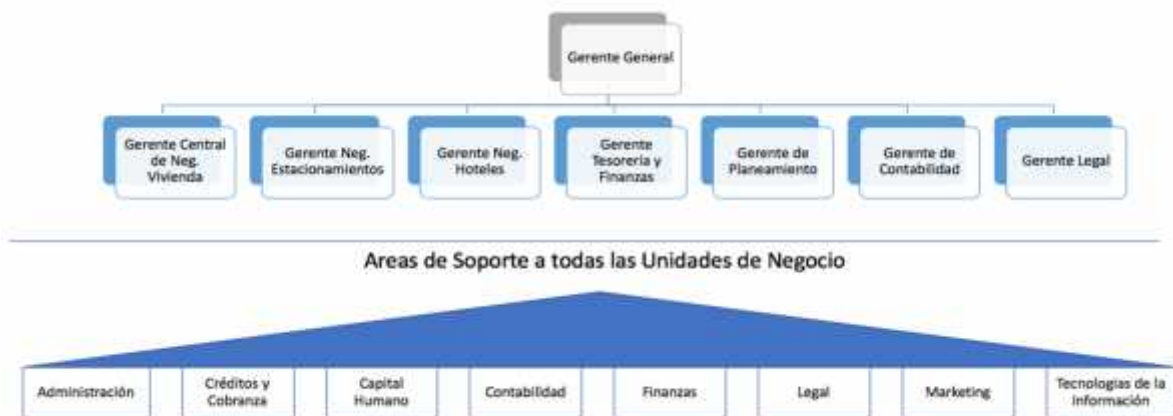 Gerente General
Gerente Central
de Neg.
Vivienda
Gerente Neg.
Estacionamientos
Gerente Neg.
Hoteles
Gerente
Tesorería y
Finanzas
Gerente de
Planeamiento
Gerente de
Contabilidad
Gerente Legal
Areas de Soporte a todas las Unidades de Negocio
Administración
Créditos y
Cobranza
Capital
Humano
Contabilidad
Finanzas
Legal
Marketing
Tecnologías de la
Información